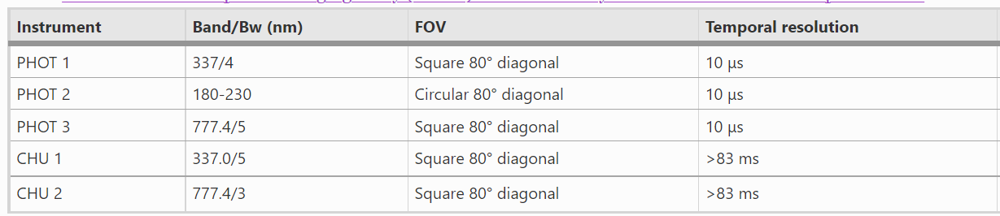 Instrument Band/Bw (nm) FOV Temporal resolution
PHOT 1 337/4 Square 80° diagonal 10 μs
PHOT 2 180-230 Circular 80° diagonal 10 μs
PHOT 3 777.4/5 Square 80° diagonal 10 μs
CHU 1 337.0/5 Square 80° diagonal >83 ms
CHU 2 777.4/3 Square 80° diagonal >83 ms